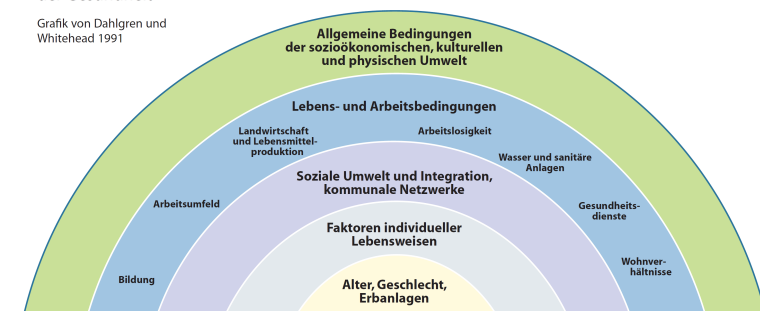 Grafik von Dahlgren und
Whitehead 1991
Allgemeine Bedingungen
der sozioökonomischen, kulturellen
und physischen Umwelt
Lebens- und Arbeitsbedingungen
Landwirtschaft
und Lebensmittel-
produktion
Arbeitslosigkeit
Wasser und sanitäre
Anlagen
Soziale Umwelt und Integration,
kommunale Netzwerke
Arbeitsumfeld
Gesundheits-
dienste
Faktoren individueller
Lebensweisen
Wohnver-
hältnisse
Bildung
Alter, Geschlecht,
Erbanlagen